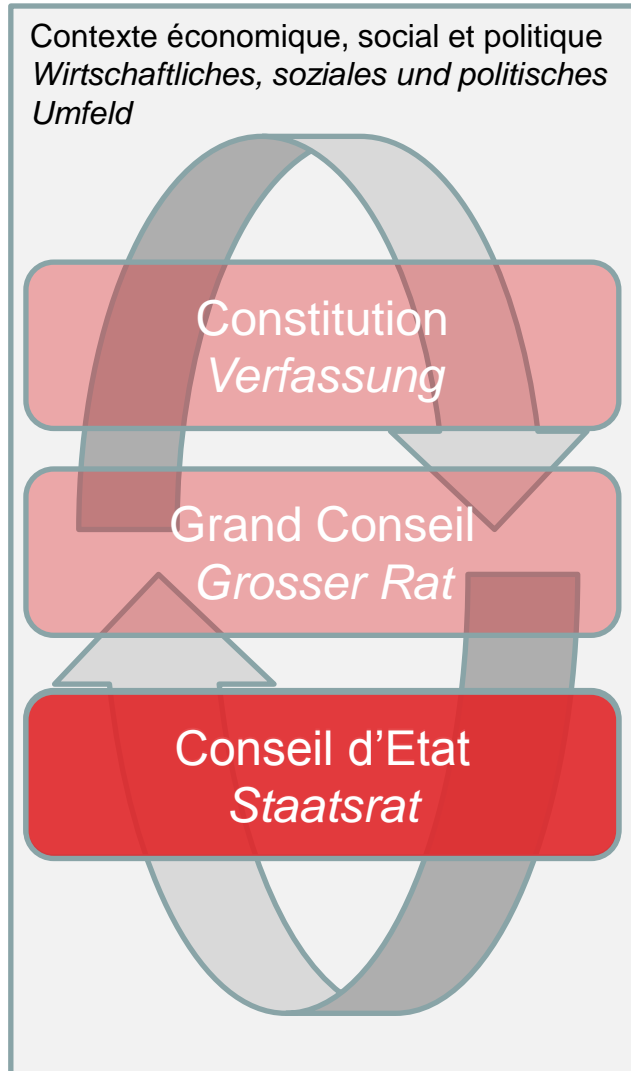 Contexte économique, social et politique
Wirtschaftliches, soziales und politisches
Umfeld
Constitution
Verfassung
Grand Conseil
Grosser Rat
Conseil d’Etat
Staatsrat